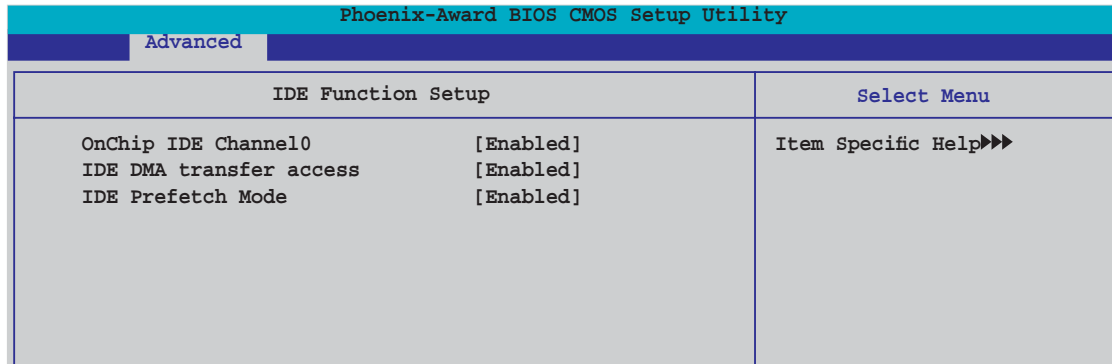 Phoenix-Award BIOS CMOS Setup Utility
Advanced
IDE Function Setup
Select Menu
OnChip IDE Channel0 [Enabled]
IDE DMA transfer access [Enabled]
IDE Prefetch Mode [Enabled]
Item Specific Help